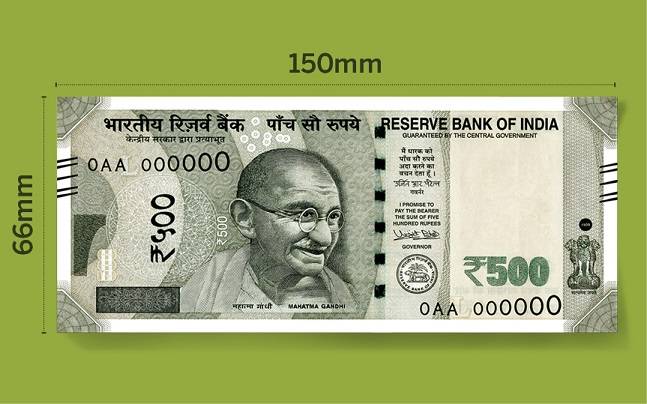 150mm
66mm
भारतीय रिज़र्व बैंक
केन्द्रीय सरकार द्वारा प्रत्याभूत
पाँच सौ रुपये
RESERVE BANK OF INDIA
GUARANTEED BY THE CENTRAL GOVERNMENT
0AA 000000
₹५००
₹500
मैं धारक को
पाँच सौ रुपये
अदा करने का
वचन देता हूँ ।
गवर्नर
I PROMISE TO
PAY THE BEARER
THE SUM OF FIVE
HUNDRED RUPEES
GOVERNOR
₹500
महात्मा गांधी
MAHATMA GANDHI
0AA 000000